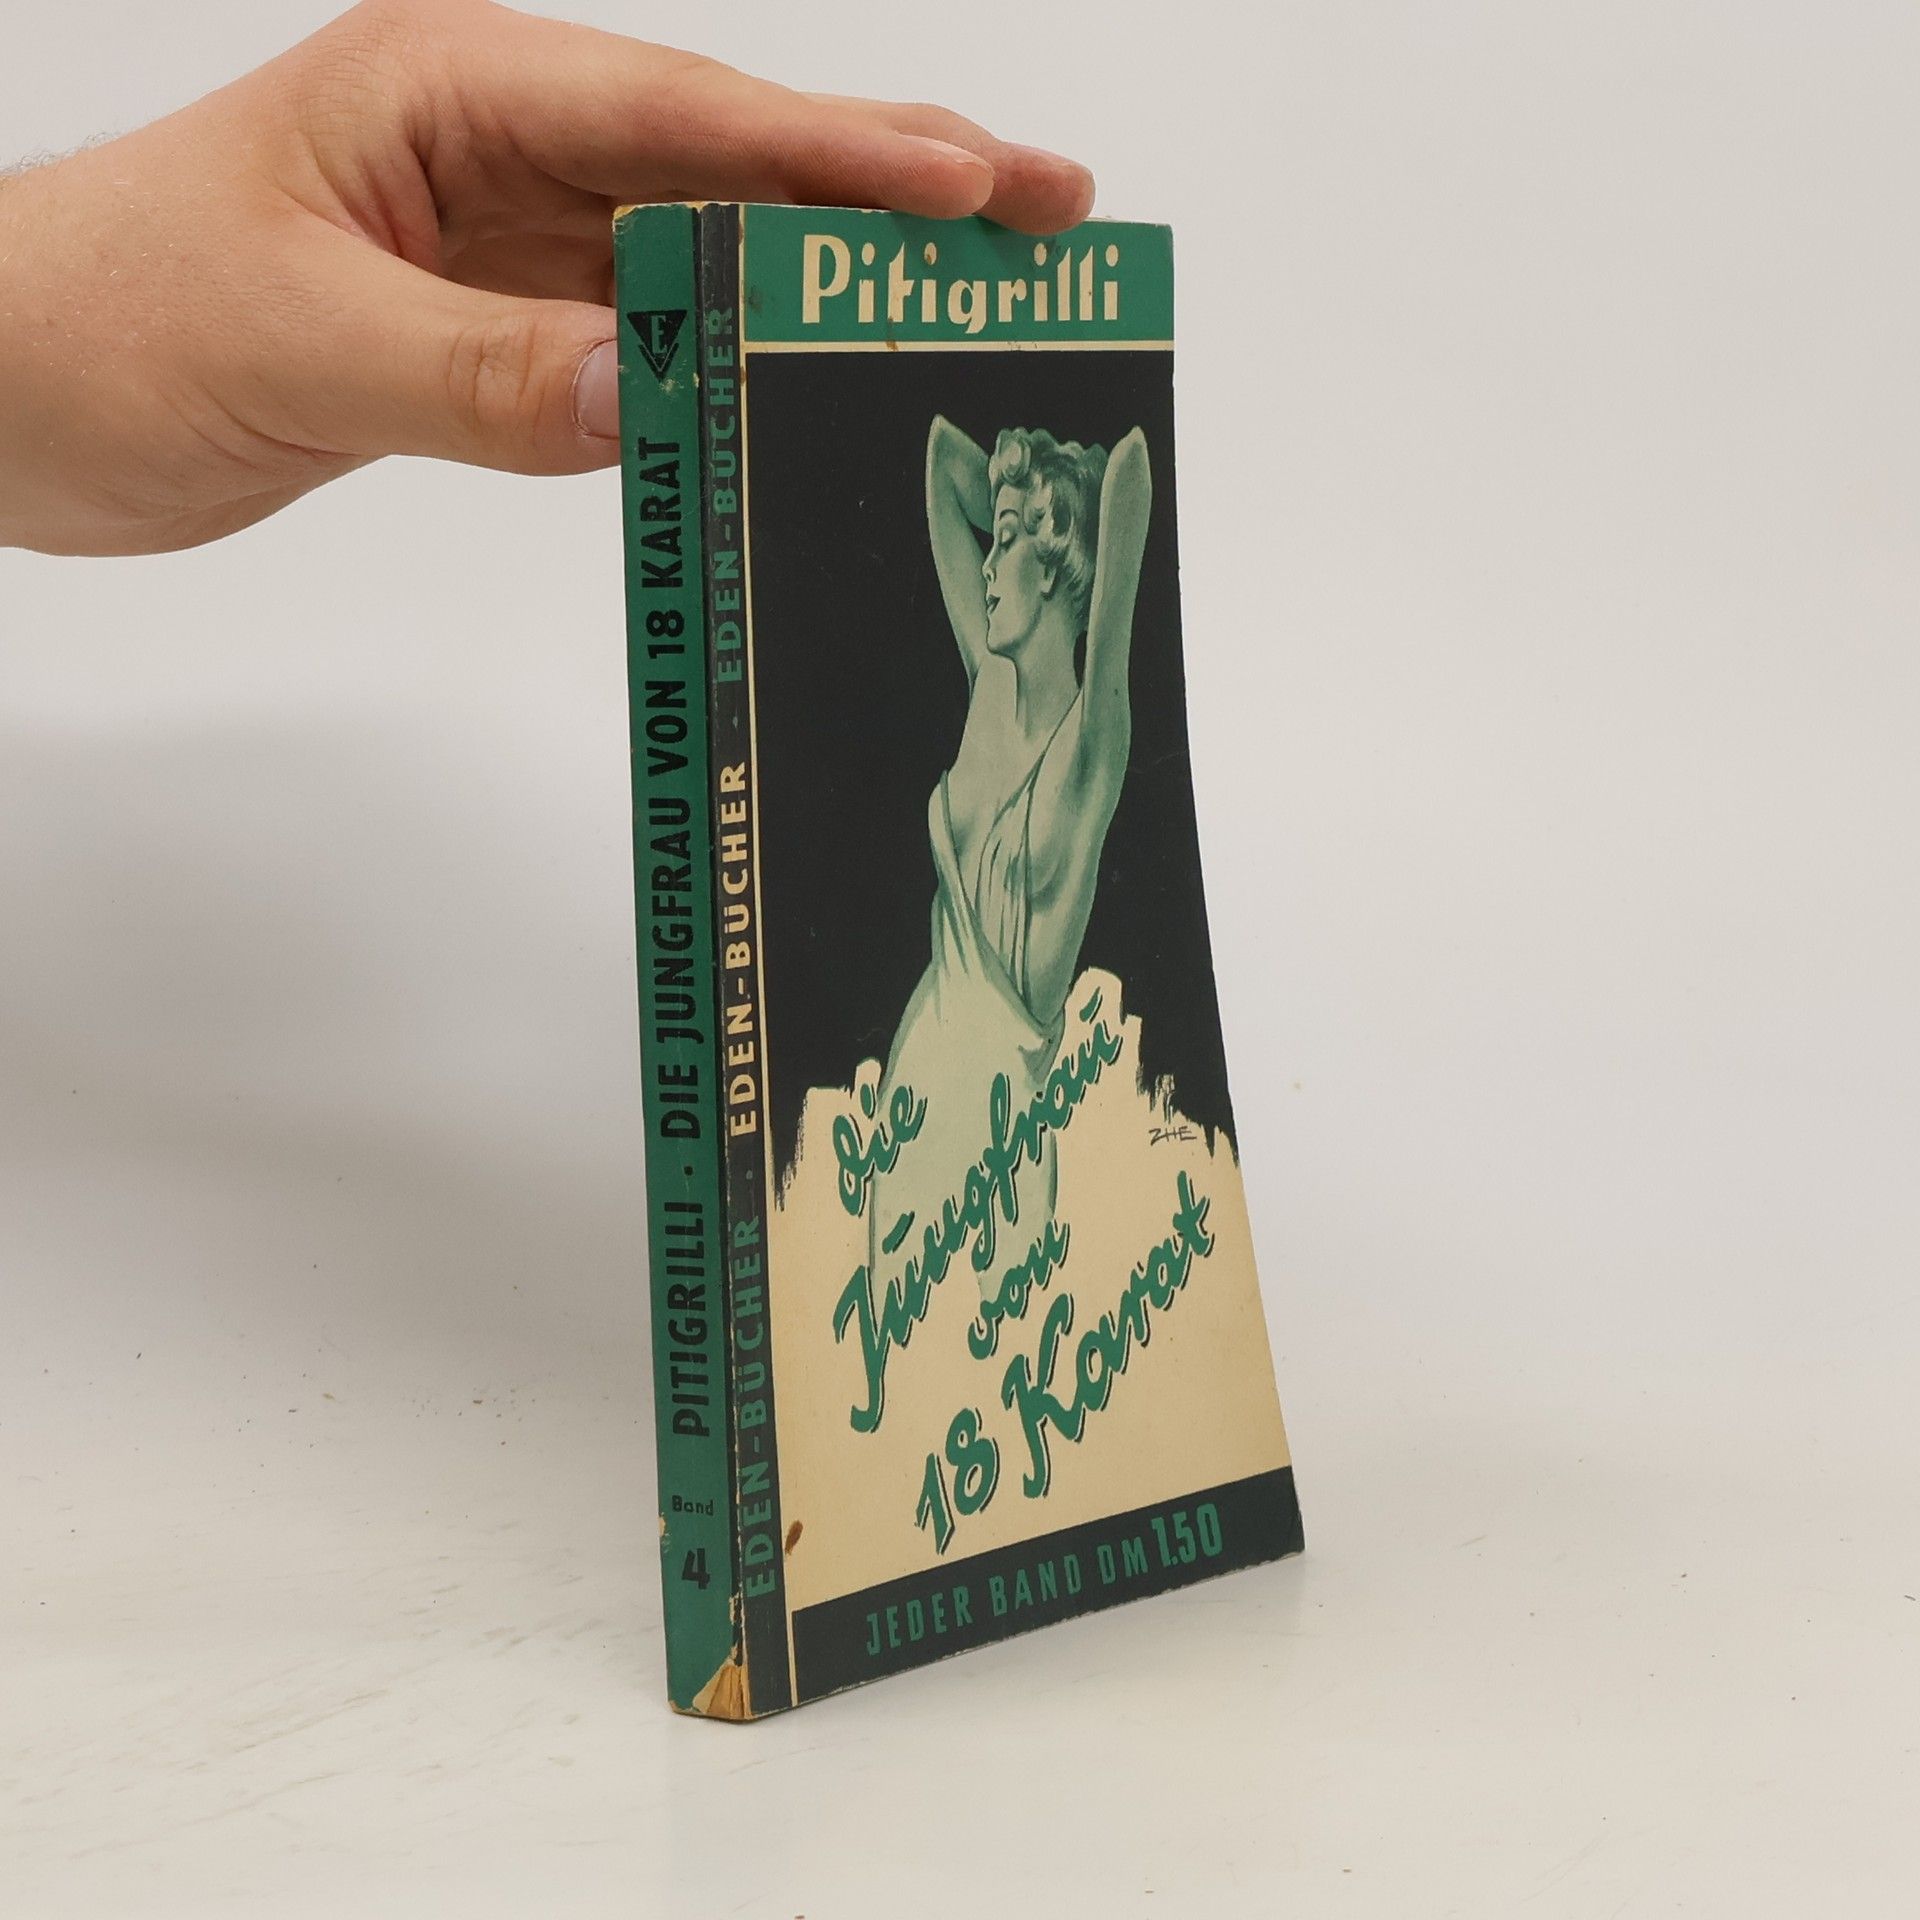 Pitigrilli
die
Jungfrau
von
18 Karat
ZHE
JEDER BAND DM 1.50
EDEN-BÜCHER · EDEN-BÜCHER · EDEN-BÜCHER
E
PITIGRILLI · DIE JUNGFRAU VON 18 KARAT
Band
4